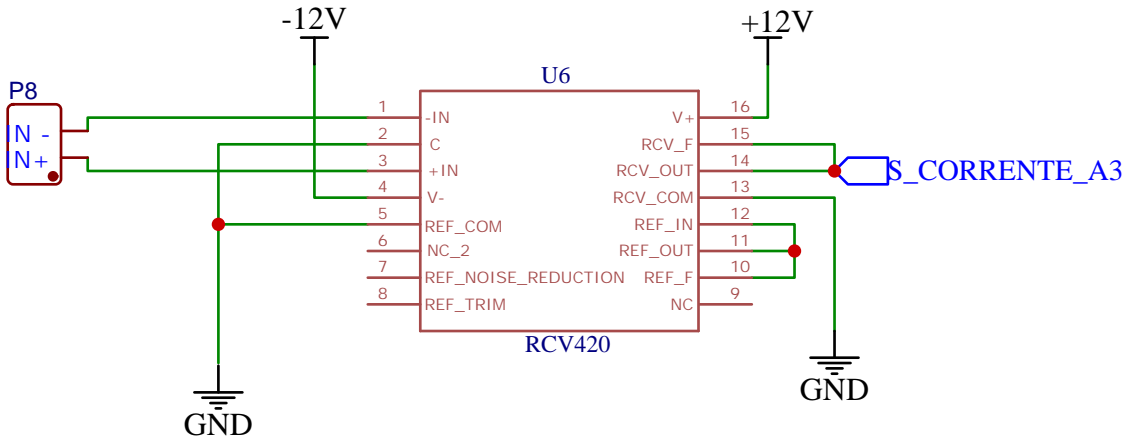 -12V
+12V
U6
P8
IN -
IN+
1
2
3
4
5
6
7
8
-IN
C
+IN
V-
REF_COM
NC_2
REF_NOISE_REDUCTION
REF_TRIM
V+
RCV_F
RCV_OUT
RCV_COM
REF_IN
REF_OUT
REF_F
NC
16
15
14
13
12
11
10
9
S_CORRENTE_A3
RCV420
GND
GND